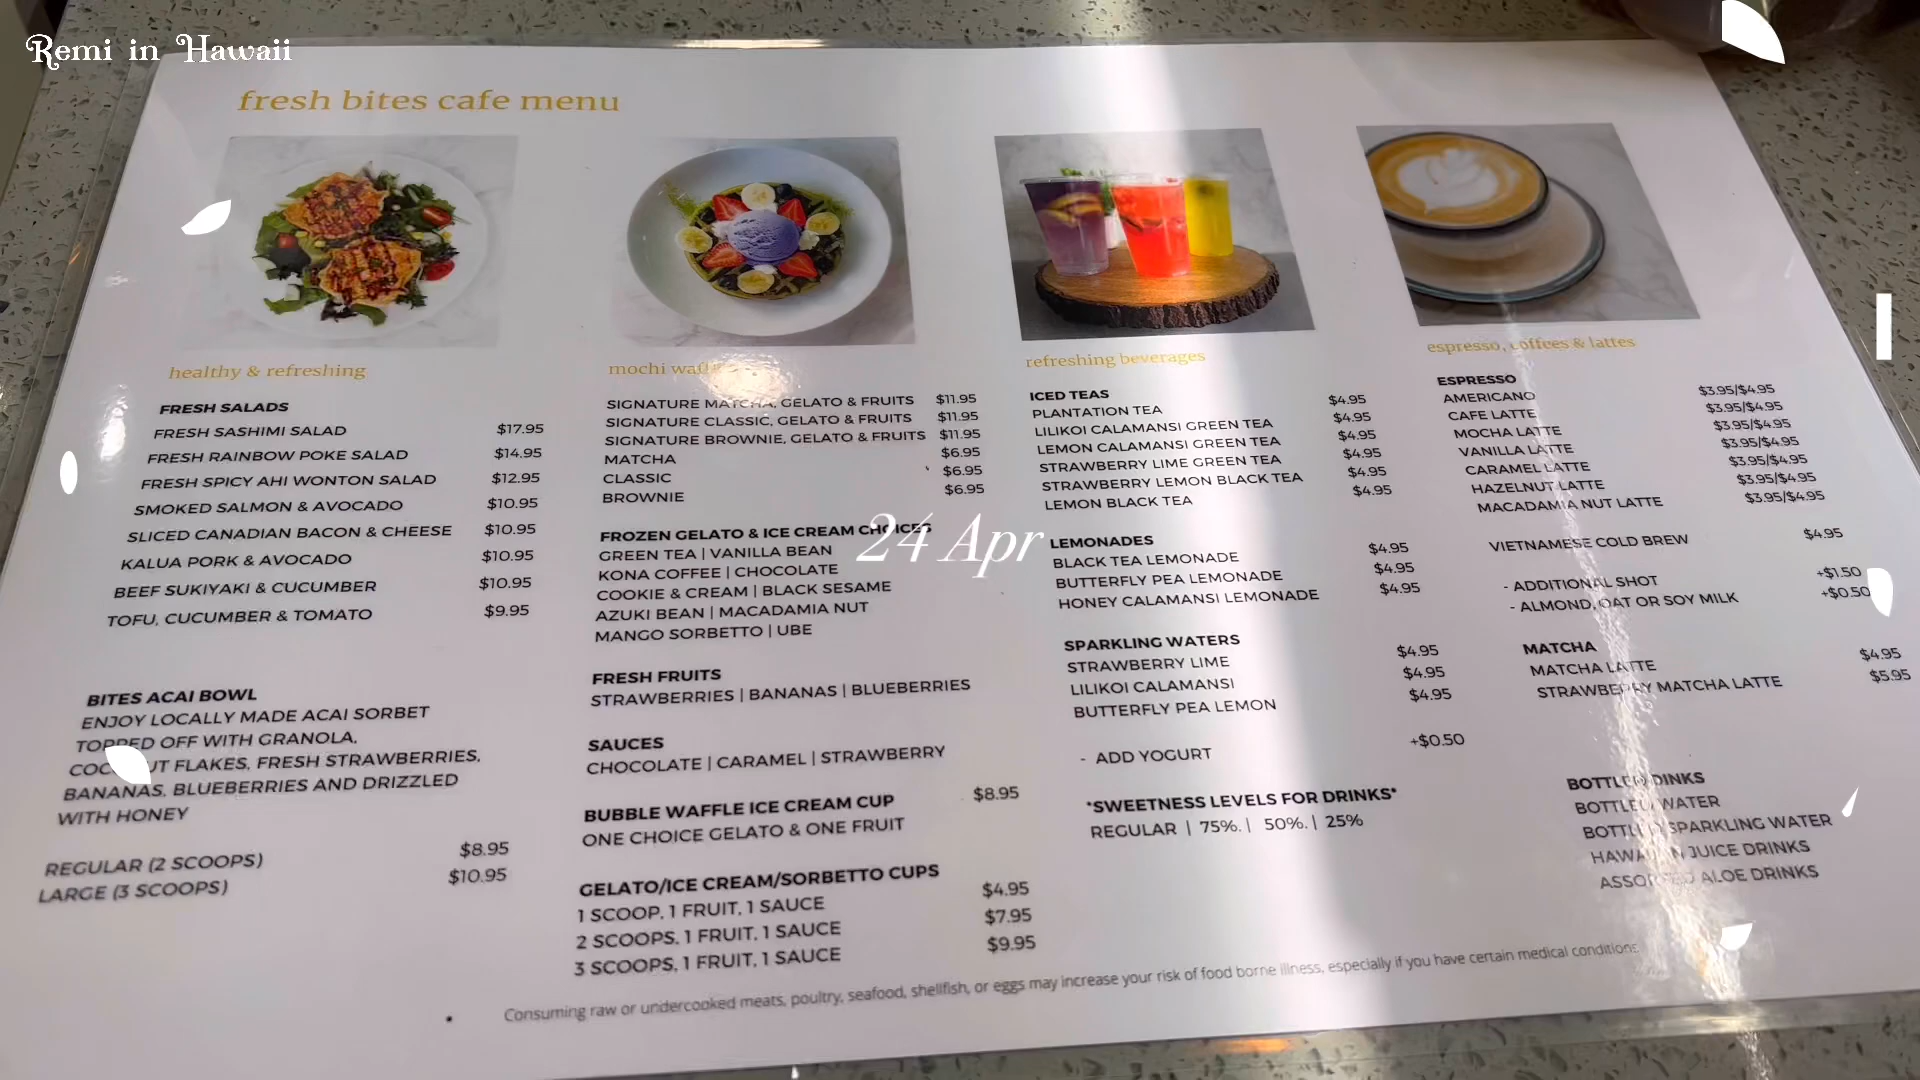 Remi in Hawaii
fresh bites cafe menu
healthy & refreshing
FRESH SALADS
FRESH SASHIMI SALAD $17.95
FRESH RAINBOW POKE SALAD $14.95
FRESH SPICY AHI WONTON SALAD $12.95
SMOKED SALMON & AVOCADO $10.95
SLICED CANADIAN BACON & CHEESE $10.95
KALUA PORK & AVOCADO $10.95
BEEF SUKIYAKI & CUCUMBER $10.95
TOFU, CUCUMBER & TOMATO $9.95
BITES ACAI BOWL
ENJOY LOCALLY MADE ACAI SORBET
TOPPED OFF WITH GRANOLA,
COCONUT FLAKES, FRESH STRAWBERRIES,
BANANAS, BLUEBERRIES AND DRIZZLED
WITH HONEY
REGULAR (2 SCOOPS) $8.95
LARGE (3 SCOOPS) $10.95
mochi
SIGNATURE MATCHA, GELATO & FRUITS $11.95
SIGNATURE CLASSIC, GELATO & FRUITS $11.95
SIGNATURE BROWNIE, GELATO & FRUITS $11.95
MATCHA $6.95
CLASSIC $6.95
BROWNIE $6.95
FROZEN GELATO & ICE CREAM CHOICES
GREEN TEA | VANILLA BEAN
KONA COFFEE | CHOCOLATE
COOKIE & CREAM | BLACK SESAME
AZUKI BEAN | MACADAMIA NUT
MANGO SORBETTO | UBE
FRESH FRUITS
STRAWBERRIES | BANANAS | BLUEBERRIES
SAUCES
CHOCOLATE | CARAMEL | STRAWBERRY
BUBBLE WAFFLE ICE CREAM CUP $8.95
ONE CHOICE GELATO & ONE FRUIT
GELATO/ICE CREAM/SORBETTO CUPS
1 SCOOP, 1 FRUIT, 1 SAUCE $4.95
2 SCOOPS, 1 FRUIT, 1 SAUCE $7.95
3 SCOOPS, 1 FRUIT, 1 SAUCE $9.95
24 Apr
refreshing beverages
ICED TEAS
PLANTATION TEA $4.95
LILIKOI CALAMANSI GREEN TEA $4.95
LEMON CALAMANSI GREEN TEA $4.95
STRAWBERRY LIME GREEN TEA $4.95
STRAWBERRY LEMON BLACK TEA $4.95
LEMON BLACK TEA $4.95
LEMONADES
BLACK TEA LEMONADE $4.95
BUTTERFLY PEA LEMONADE $4.95
HONEY CALAMANSI LEMONADE $4.95
SPARKLING WATERS
STRAWBERRY LIME $4.95
LILIKOI CALAMANSI $4.95
BUTTERFLY PEA LEMON $4.95
- ADD YOGURT +$0.50
*SWEETNESS LEVELS FOR DRINKS*
REGULAR | 75%. | 50%. | 25%
espresso, coffees & lattes
ESPRESSO
AMERICANO $3.95/$4.95
CAFE LATTE $3.95/$4.95
MOCHA LATTE $3.95/$4.95
VANILLA LATTE $3.95/$4.95
CARAMEL LATTE $3.95/$4.95
HAZELNUT LATTE $3.95/$4.95
MACADAMIA NUT LATTE $3.95/$4.95
VIETNAMESE COLD BREW $4.95
- ADDITIONAL SHOT +$1.50
- ALMOND, OAT OR SOY MILK +$0.50
MATCHA
MATCHA LATTE $4.95
STRAWBERRY MATCHA LATTE $5.95
BOTTLED DINKS
BOTTLED WATER
BOTTLED SPARKLING WATER
HAWAIIAN JUICE DRINKS
ASSORTED ALOE DRINKS
• Consuming raw or undercooked meats, poultry, seafood, shellfish, or eggs may increase your risk of food borne illness, especially if you have certain medical conditions